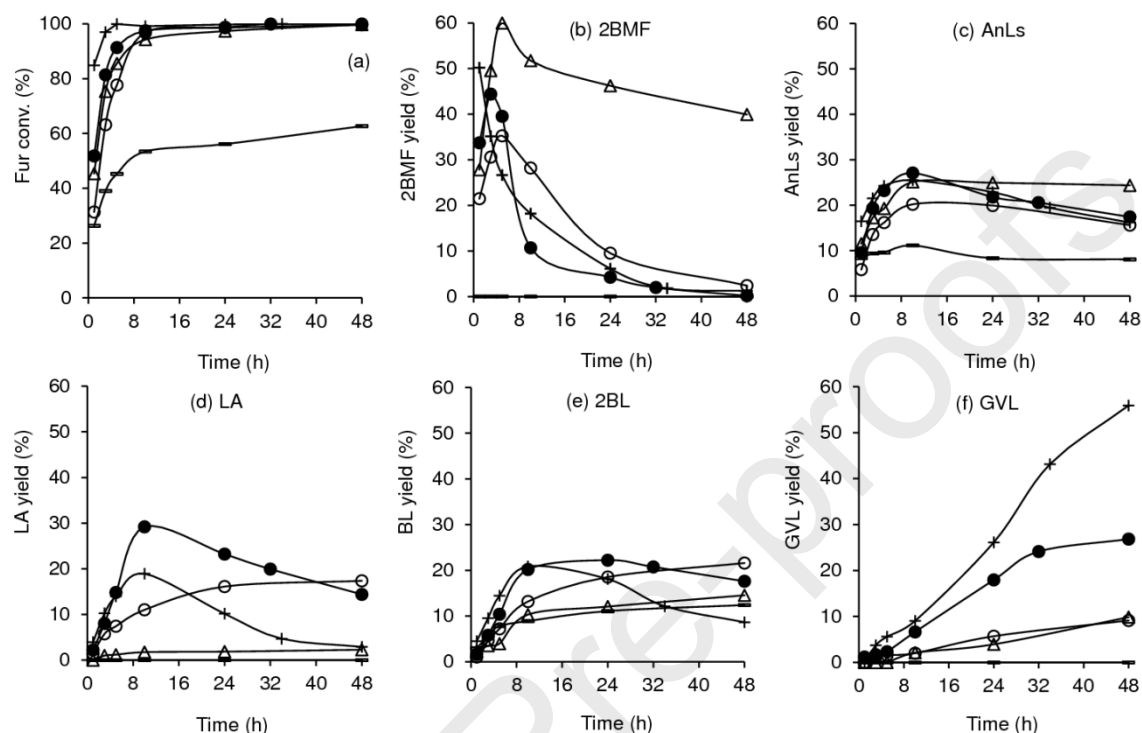 (a)
Fur conv. (%)
100
80
60
40
20
0
0 8 16 24 32 40 48
Time (h)
(b) 2BMF
2BMF yield (%)
60
50
40
30
20
10
0
0 8 16 24 32 40 48
Time (h)
(c) AnLs
AnLs yield (%)
60
50
40
30
20
10
0
0 8 16 24 32 40 48
Time (h)
(d) LA
LA yield (%)
60
50
40
30
20
10
0
0 8 16 24 32 40 48
Time (h)
(e) 2BL
BL yield (%)
60
50
40
30
20
10
0
0 8 16 24 32 40 48
Time (h)
(f) GVL
GVL yield (%)
60
50
40
30
20
10
0
0 8 16 24 32 40 48
Time (h)
Pre-proofs